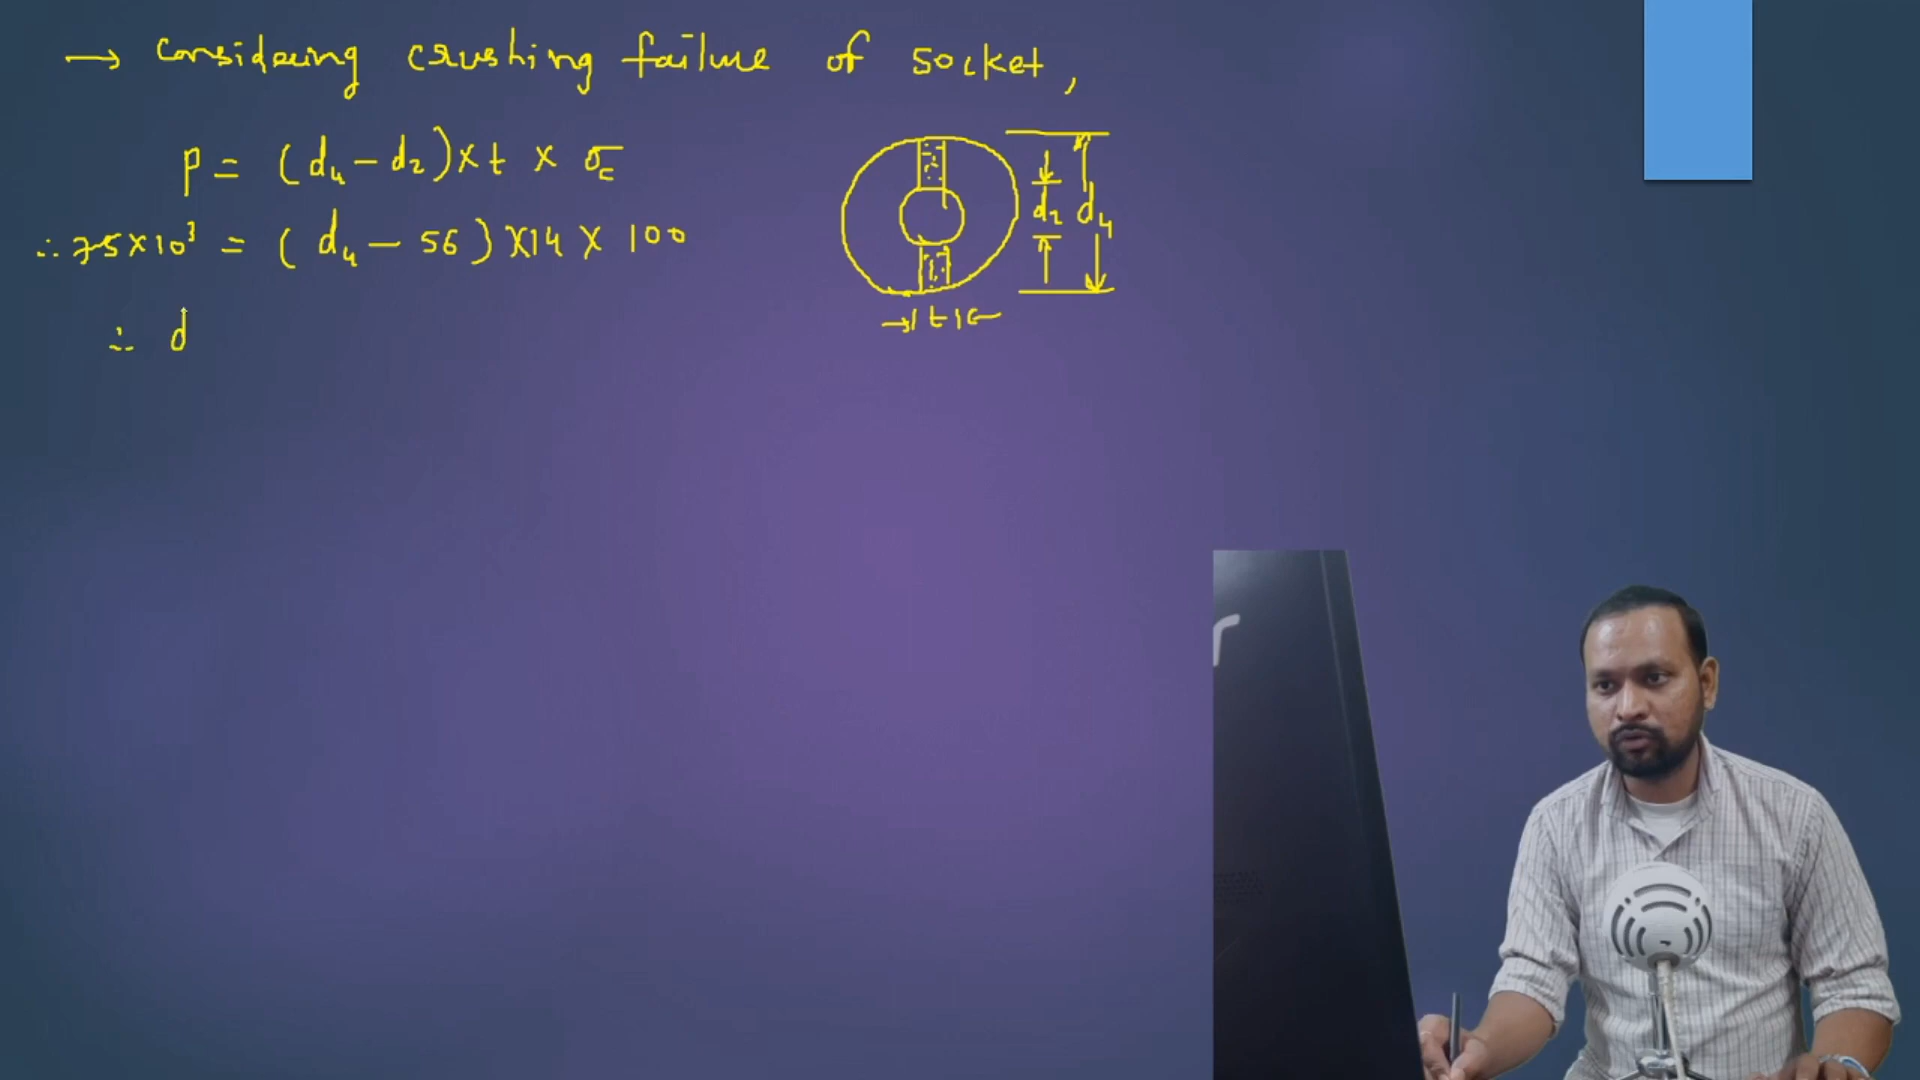 → Considering crushing failure of socket,
P = (d₄ - d₂) × t × σc
∴ 75×10³ = (d₄ - 56) × 14 × 100
d₂ d₄
t
∴ d
r